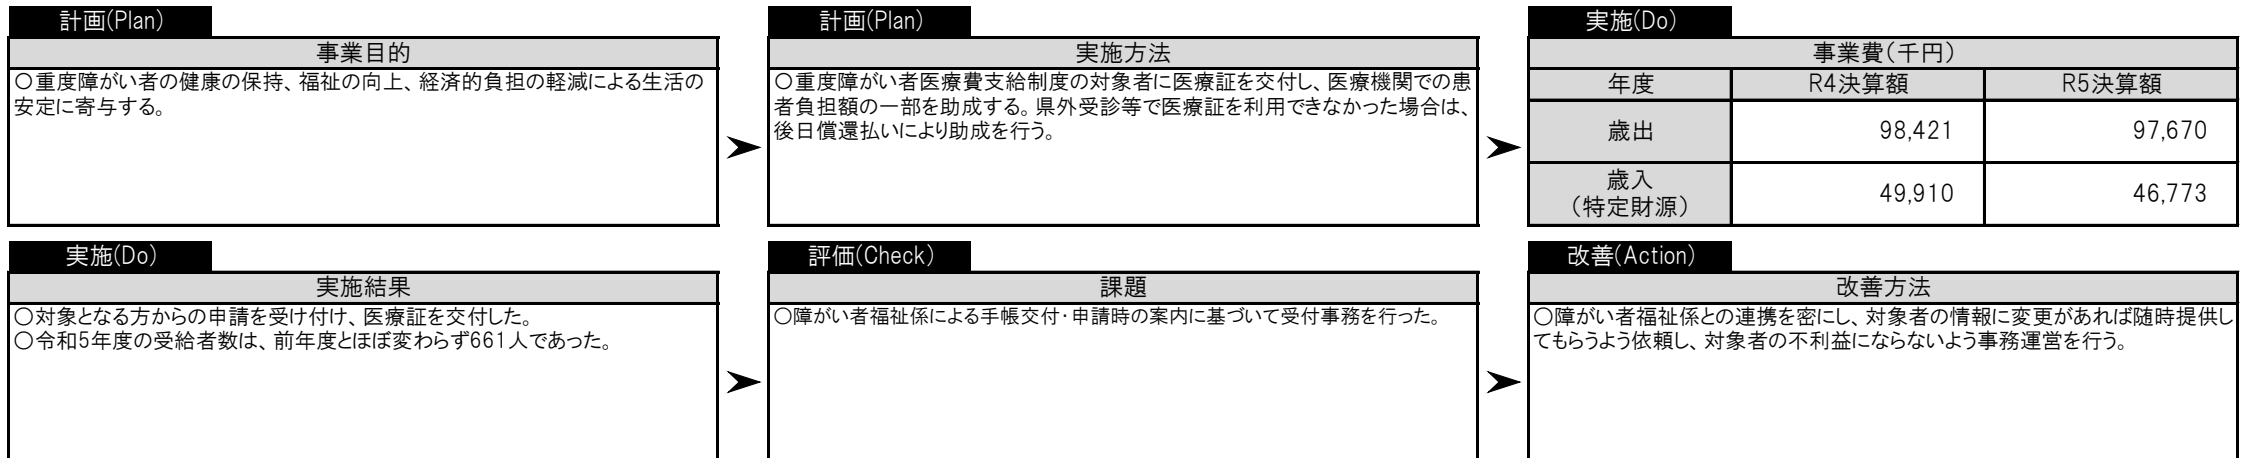 計画(Plan)
事業目的
○重度障がい者の健康の保持、福祉の向上、経済的負担の軽減による生活の
安定に寄与する。
計画(Plan)
実施方法
○重度障がい者医療費支給制度の対象者に医療証を交付し、医療機関での患
者負担額の一部を助成する。県外受診等で医療証を利用できなかった場合は、
後日償還払いにより助成を行う。
実施(Do)
事業費(千円)
年度 R4決算額 R5決算額
歳出 98,421 97,670
歳入
(特定財源) 49,910 46,773
実施(Do)
実施結果
○対象となる方からの申請を受け付け、医療証を交付した。
○令和5年度の受給者数は、前年度とほぼ変わらず661人であった。
評価(Check)
課題
○障がい者福祉係による手帳交付・申請時の案内に基づいて受付事務を行った。
改善(Action)
改善方法
○障がい者福祉係との連携を密にし、対象者の情報に変更があれば随時提供し
てもらうよう依頼し、対象者の不利益にならないよう事務運営を行う。